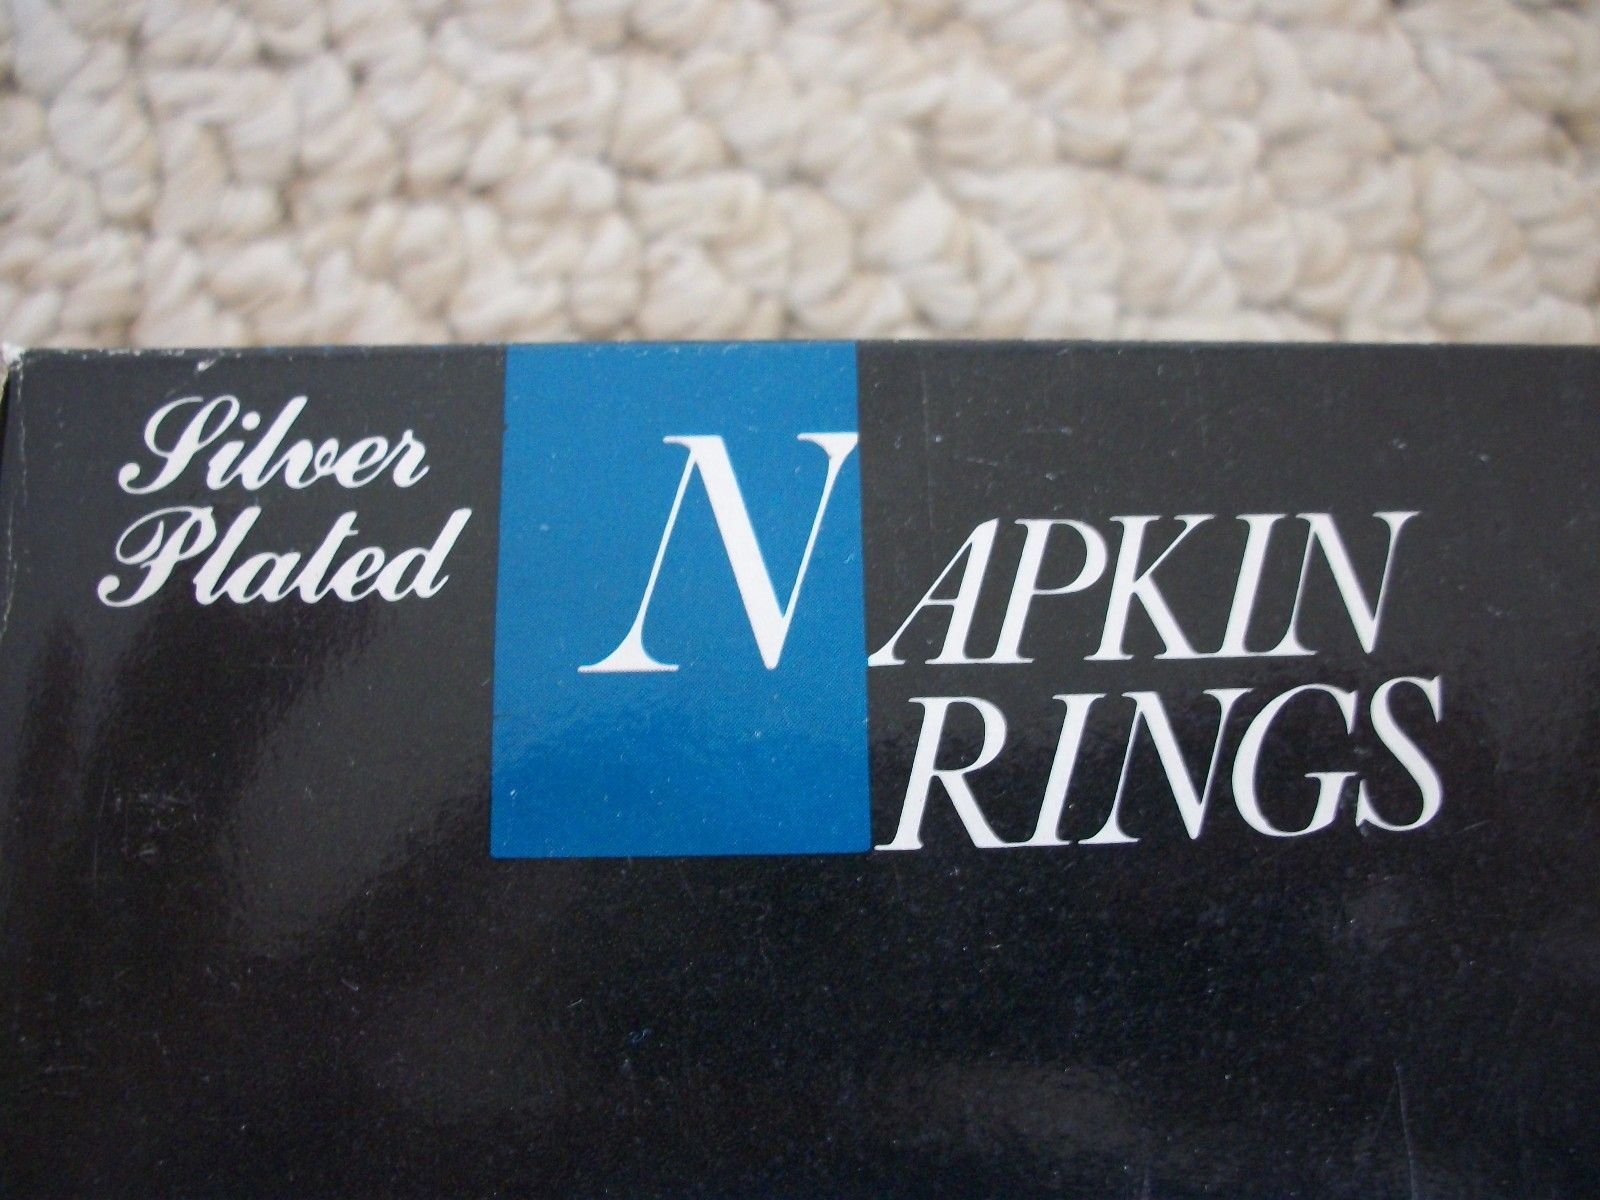 Silver
Plated
NAPKIN
RINGS